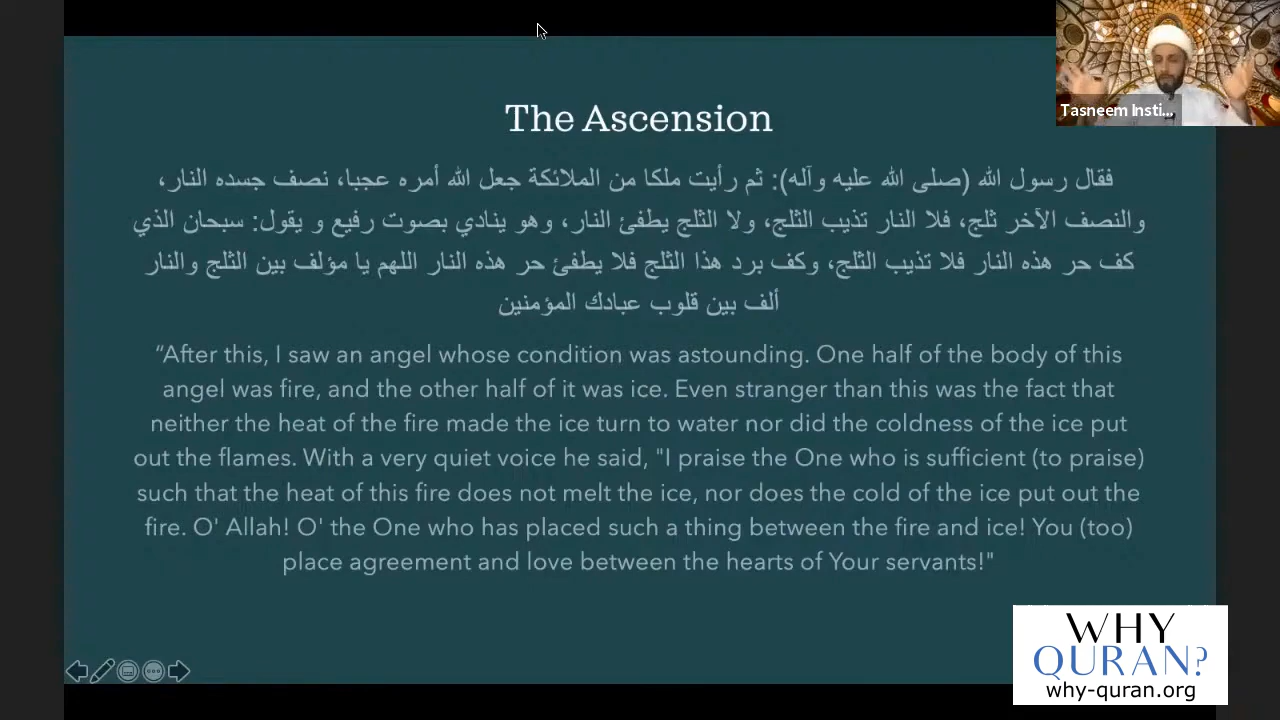 The Ascension
فقال رسول الله (صلى الله عليه وآله): ثم رأيت ملكا من الملائكة جعل الله أمره عجبا، نصف جسده النار،
والنصف الآخر ثلج، فلا النار تذيب الثلج، ولا الثلج يطفئ النار، وهو ينادي بصوت رفيع و يقول: سبحان الذي
كف حر هذه النار فلا تذيب الثلج، وكف برد هذا الثلج فلا يطفئ حر هذه النار اللهم يا مؤلف بين الثلج والنار
ألف بين قلوب عبادك المؤمنين
“After this, I saw an angel whose condition was astounding. One half of the body of this
angel was fire, and the other half of it was ice. Even stranger than this was the fact that
neither the heat of the fire made the ice turn to water nor did the coldness of the ice put
out the flames. With a very quiet voice he said, "I praise the One who is sufficient (to praise)
such that the heat of this fire does not melt the ice, nor does the cold of the ice put out the
fire. O' Allah! O' the One who has placed such a thing between the fire and ice! You (too)
place agreement and love between the hearts of Your servants!"
Tasneem Insti...
WHY
QURAN?
why-quran.org